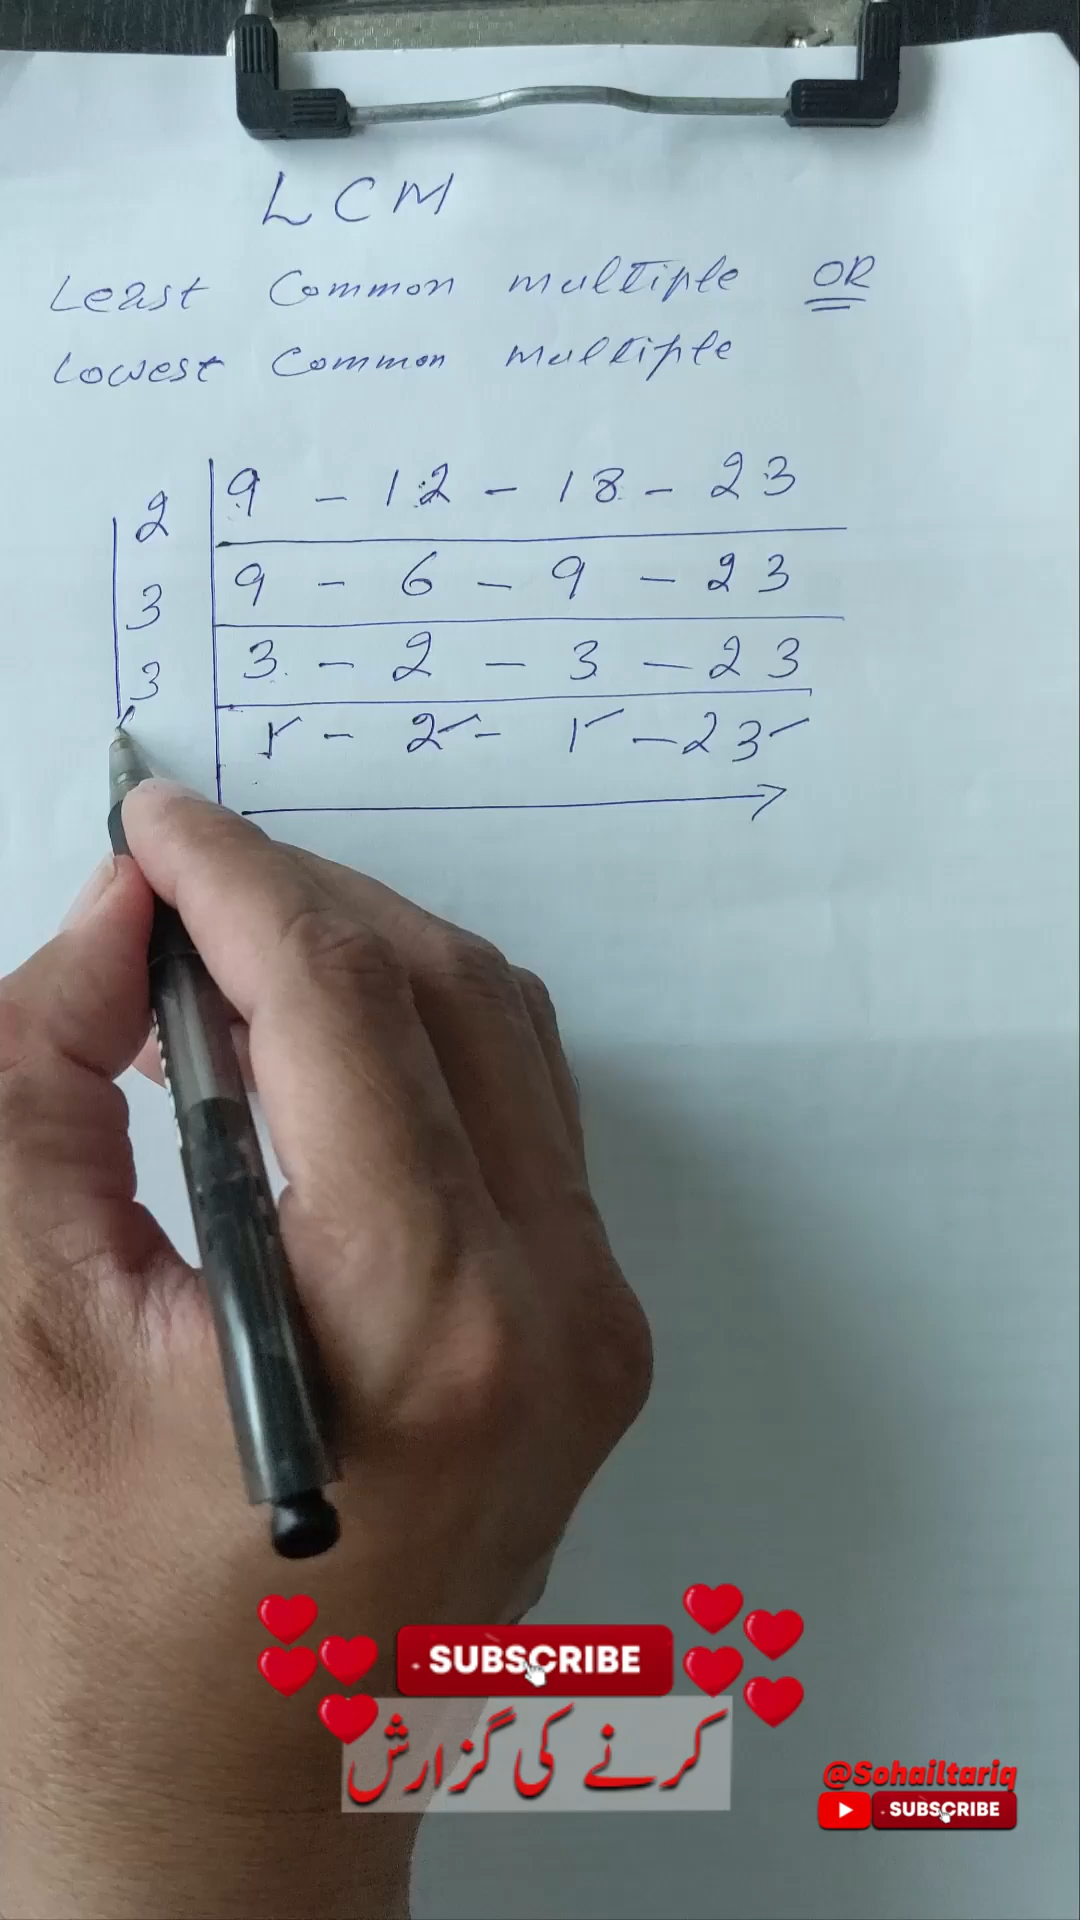 LCM
Least Common multiple OR
Lowest Common multiple
2 | 9 - 12 - 18 - 23
3 | 9 - 6 - 9 - 23
3 | 3 - 2 - 3 - 23
1 - 2 - 1 - 23
SUBSCRIBE
کرنے کی گزارش
@Sohailtariq
SUBSCRIBE